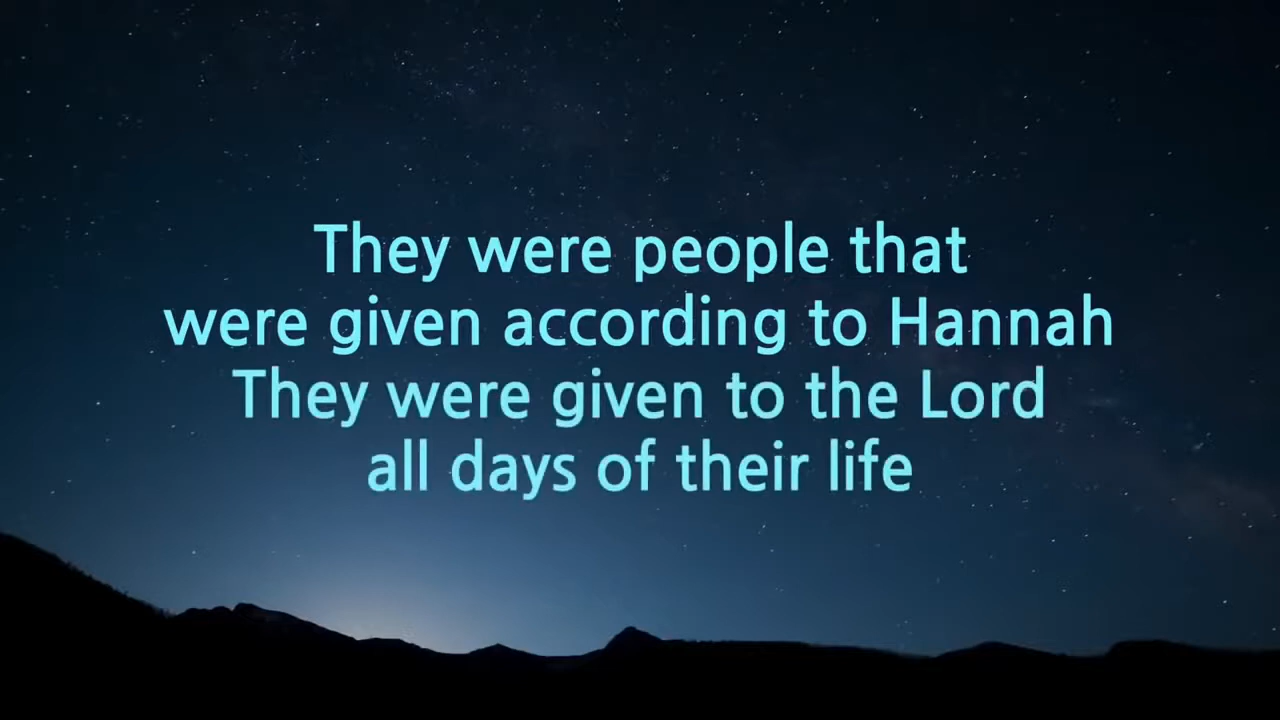 They were people that
were given according to Hannah
They were given to the Lord
all days of their life